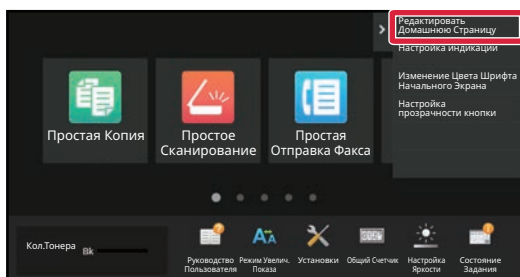 Редактировать
Домашнюю Страницу
Настройка индикации
Изменение Цвета Шрифта
Начального Экрана
Настройка
прозрачности кнопки
Простая Копия
Простое
Сканирование
Простая
Отправка Факса
Кол.Тонера
Bk
Руководство
Пользователя
Режим Увелич.
Показа
Установки
Общий Счетчик
Настройка
Яркости
Состояние
Задания